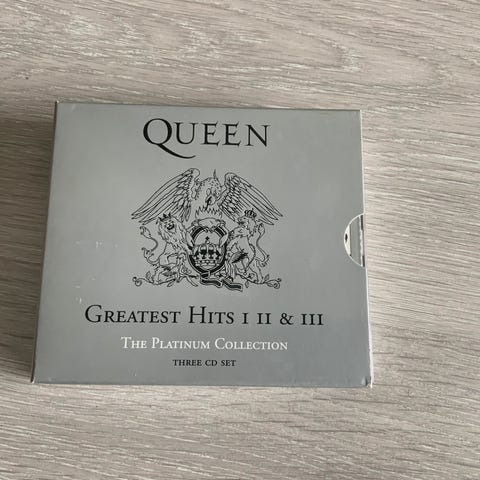 QUEEN
GREATEST HITS I II & III
THE PLATINUM COLLECTION
THREE CD SET